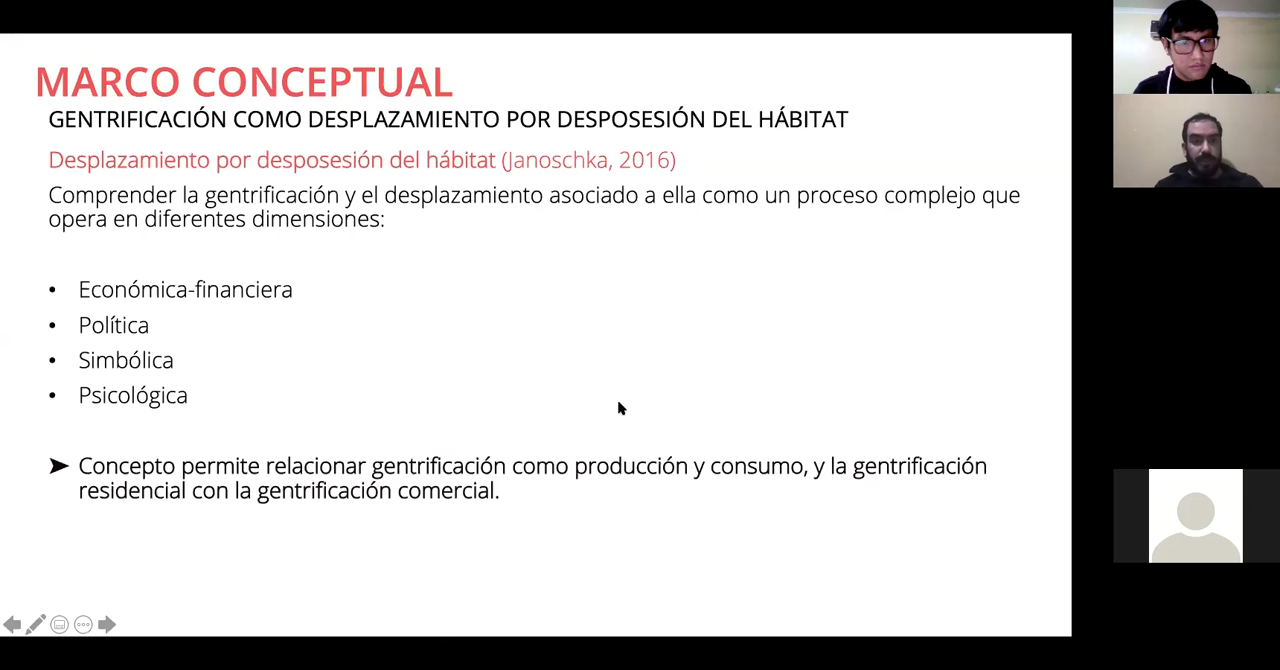 MARCO CONCEPTUAL
GENTRIFICACIÓN COMO DESPLAZAMIENTO POR DESPOSESIÓN DEL HÁBITAT
Desplazamiento por desposesión del hábitat (Janoschka, 2016)
Comprender la gentrificación y el desplazamiento asociado a ella como un proceso complejo que
opera en diferentes dimensiones:
• Económica-financiera
• Política
• Simbólica
• Psicológica
➤ Concepto permite relacionar gentrificación como producción y consumo, y la gentrificación
residencial con la gentrificación comercial.